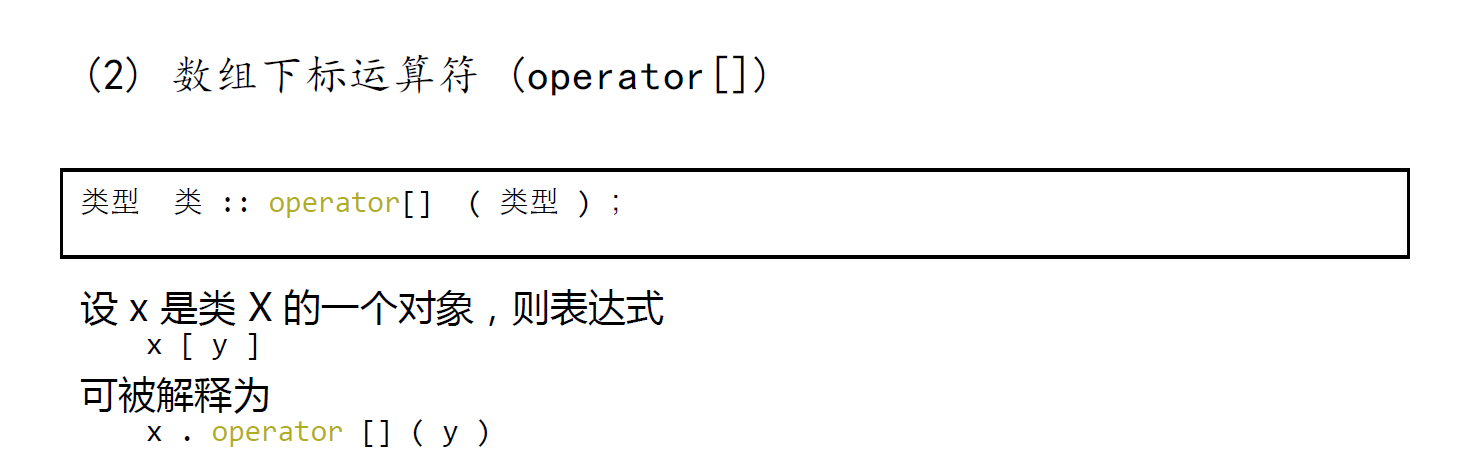 (2) 数组下标运算符 (operator[])
类型 类 :: operator[] ( 类型 ) ;
设 x 是类 X 的一个对象，则表达式
x [ y ]
可被解释为
x . operator [] ( y )